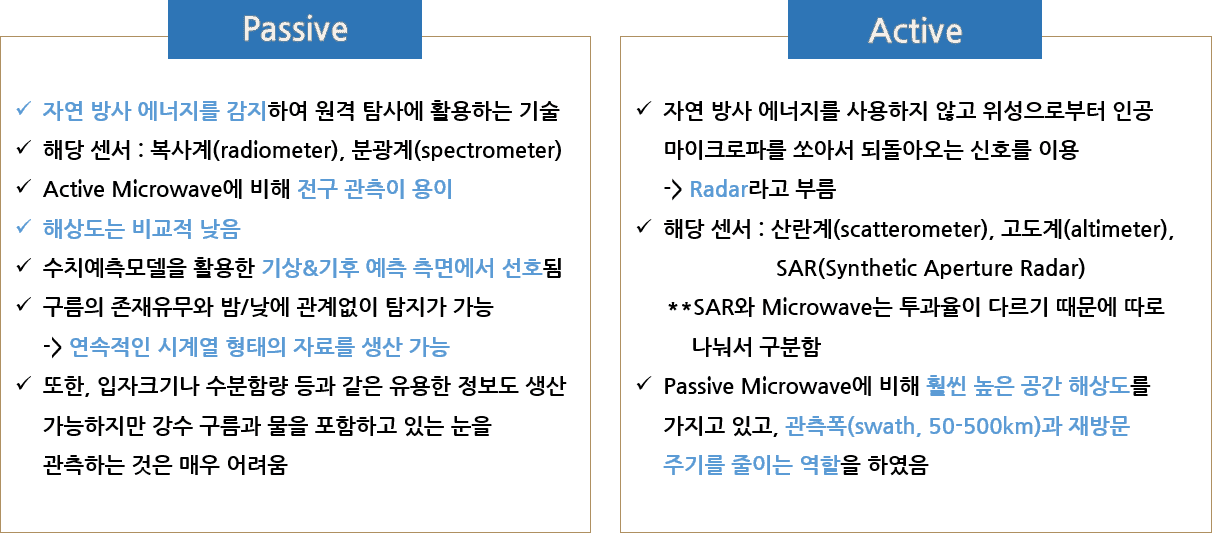 Passive
✓ 자연 방사 에너지를 감지하여 원격 탐사에 활용하는 기술
✓ 해당 센서 : 복사계(radiometer), 분광계(spectrometer)
✓ Active Microwave에 비해 전구 관측이 용이
✓ 해상도는 비교적 낮음
✓ 수치예측모델을 활용한 기상&기후 예측 측면에서 선호됨
✓ 구름의 존재유무와 밤/낮에 관계없이 탐지가 가능
-> 연속적인 시계열 형태의 자료를 생산 가능
✓ 또한, 입자크기나 수분함량 등과 같은 유용한 정보도 생산
가능하지만 강수 구름과 물을 포함하고 있는 눈을
관측하는 것은 매우 어려움
Active
✓ 자연 방사 에너지를 사용하지 않고 위성으로부터 인공
마이크로파를 쏘아서 되돌아오는 신호를 이용
-> Radar라고 부름
✓ 해당 센서 : 산란계(scatterometer), 고도계(altimeter),
SAR(Synthetic Aperture Radar)
**SAR와 Microwave는 투과율이 다르기 때문에 따로
나눠서 구분함
✓ Passive Microwave에 비해 훨씬 높은 공간 해상도를
가지고 있고, 관측폭(swath, 50-500km)과 재방문
주기를 줄이는 역할을 하였음